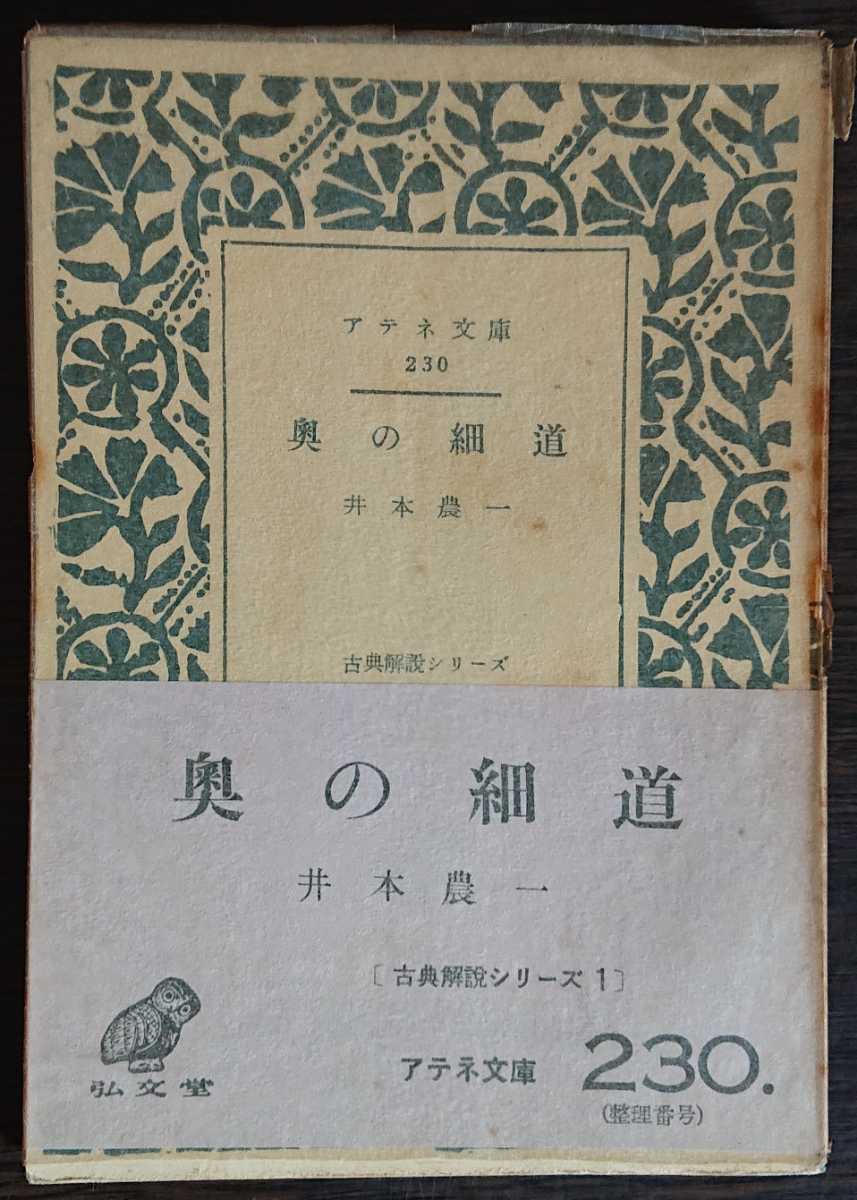 アテネ文庫
230
奥の細道
井本農一
古典解説シリーズ
奥の細道
井本農一
〔古典解説シリーズ1〕
弘文堂
アテネ文庫
230.
(整理番号)